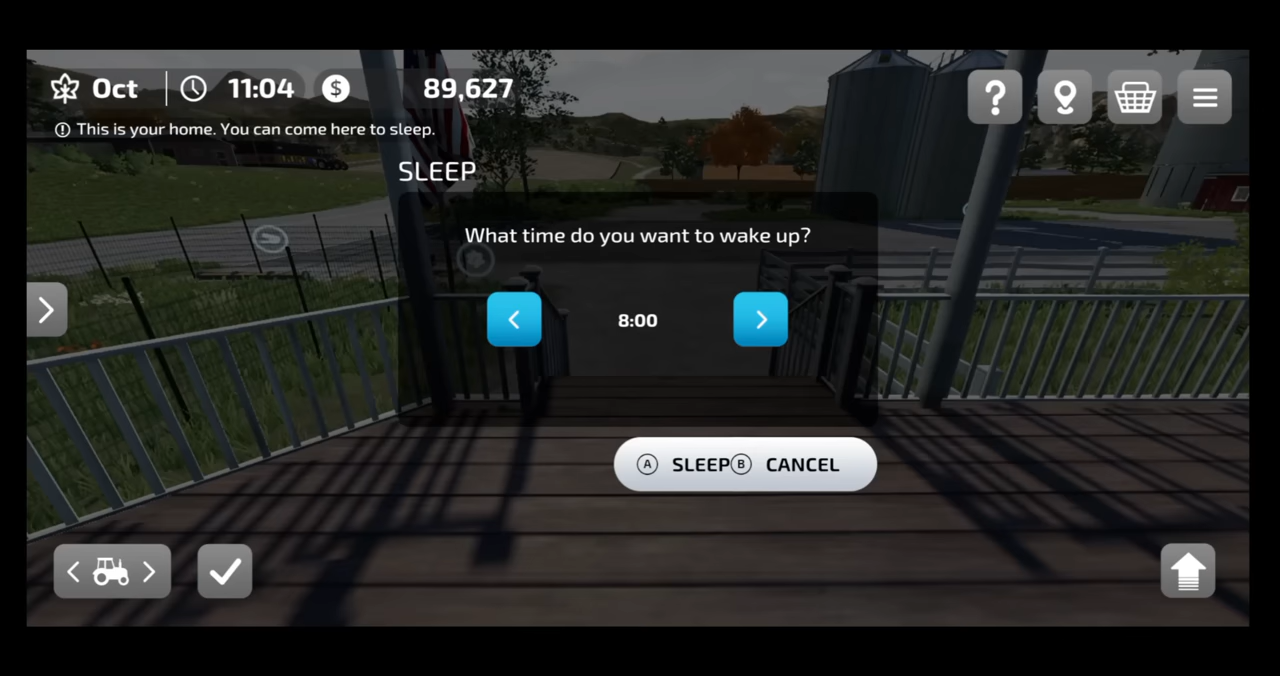 Oct 11:04 $ 89,627
This is your home. You can come here to sleep.
SLEEP
What time do you want to wake up?
8:00
A SLEEP B CANCEL